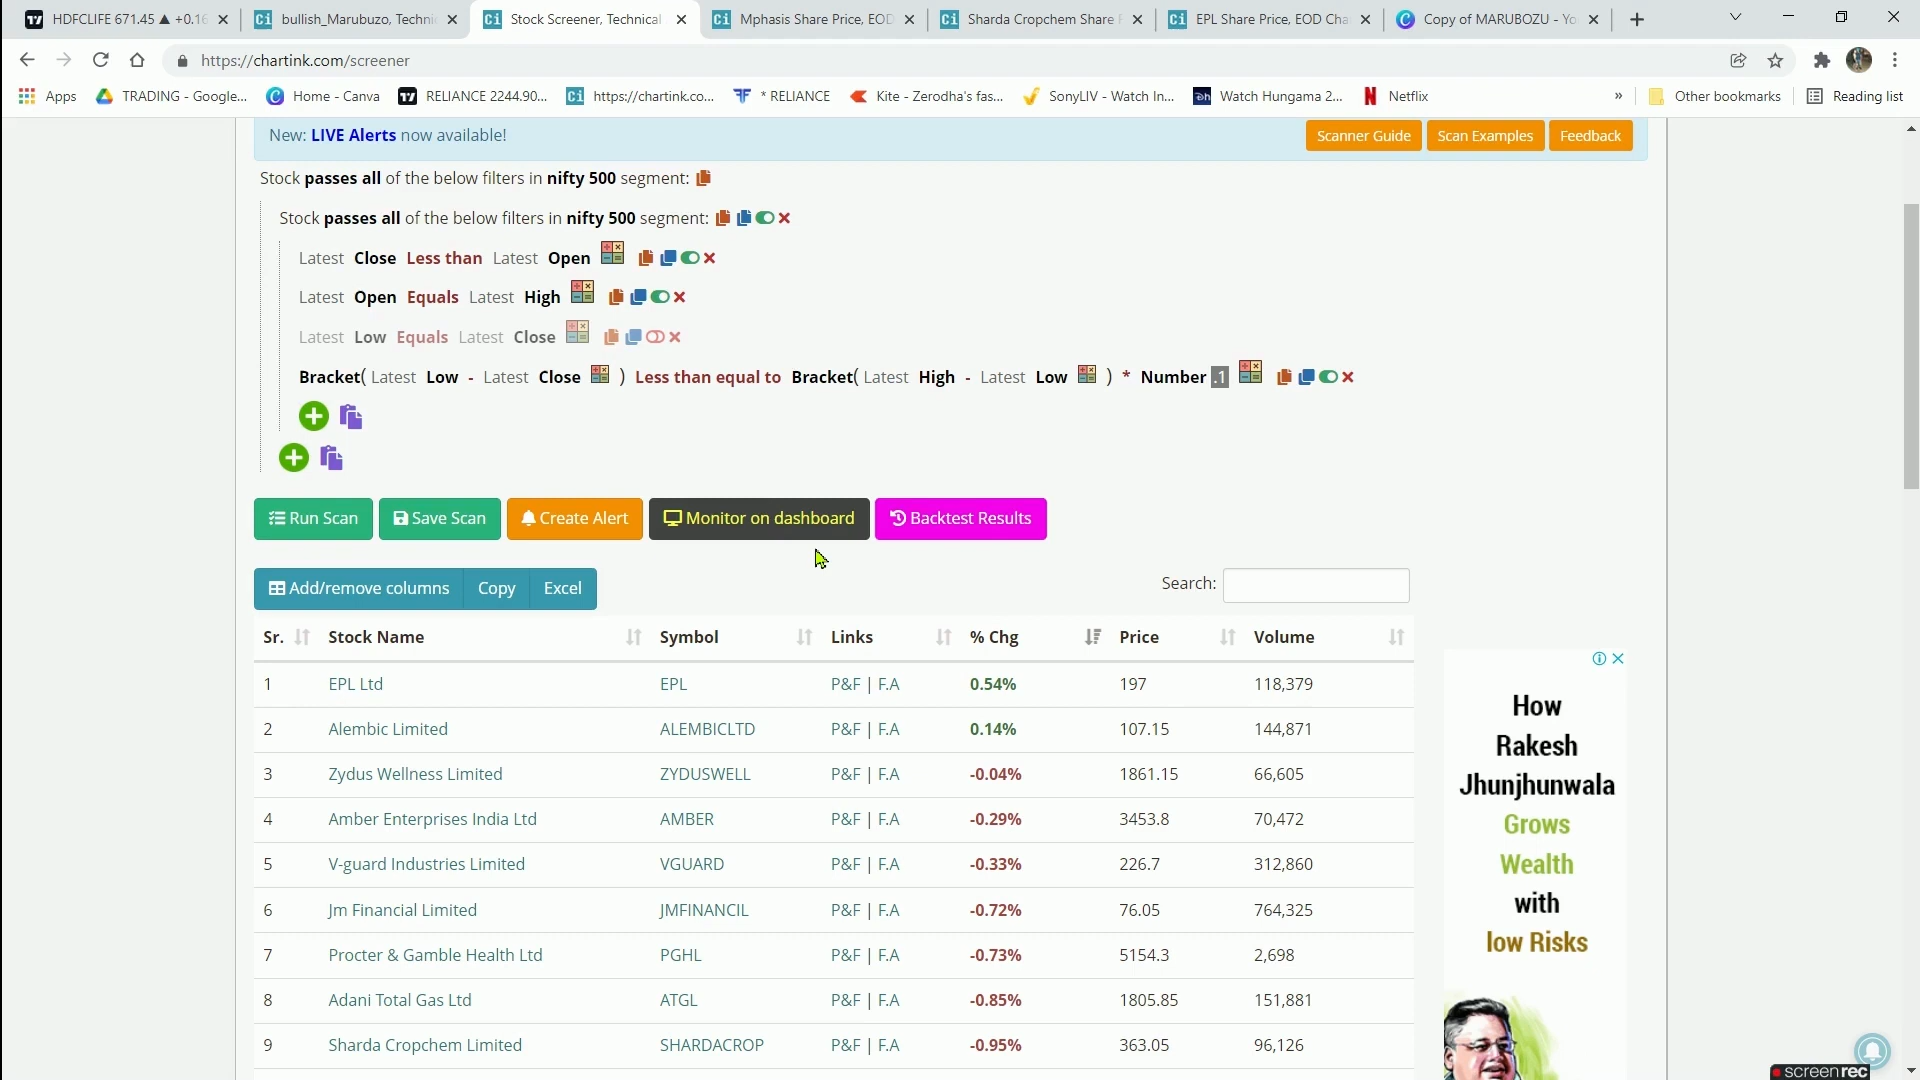 HDFCLIFE 671.45 ▲ +0.16
bullish_Marubuzo, Technic
Stock Screener, Technical
Mphasis Share Price, EOD
Sharda Cropchem Share P
EPL Share Price, EOD Cha
Copy of MARUBOZU - Yo
https://chartink.com/screener
Apps
TRADING - Google...
Home - Canva
RELIANCE 2244.90...
https://chartink.co...
* RELIANCE
Kite - Zerodha's fas...
SonyLIV - Watch In...
Watch Hungama 2...
Netflix
»
Other bookmarks
Reading list
New: LIVE Alerts now available!
Scanner Guide
Scan Examples
Feedback
Stock passes all of the below filters in nifty 500 segment:
Stock passes all of the below filters in nifty 500 segment:
Latest Close Less than Latest Open
Latest Open Equals Latest High
Latest Low Equals Latest Close
Bracket( Latest Low - Latest Close ) Less than equal to Bracket( Latest High - Latest Low ) * Number .1
Run Scan
Save Scan
Create Alert
Monitor on dashboard
Backtest Results
Add/remove columns
Copy
Excel
Search:
Sr. Stock Name Symbol Links % Chg Price Volume
1 EPL Ltd EPL P&F | F.A 0.54% 197 118,379
2 Alembic Limited ALEMBICLTD P&F | F.A 0.14% 107.15 144,871
3 Zydus Wellness Limited ZYDUSWELL P&F | F.A -0.04% 1861.15 66,605
4 Amber Enterprises India Ltd AMBER P&F | F.A -0.29% 3453.8 70,472
5 V-guard Industries Limited VGUARD P&F | F.A -0.33% 226.7 312,860
6 Jm Financial Limited JMFINANCIL P&F | F.A -0.72% 76.05 764,325
7 Procter & Gamble Health Ltd PGHL P&F | F.A -0.73% 5154.3 2,698
8 Adani Total Gas Ltd ATGL P&F | F.A -0.85% 1805.85 151,881
9 Sharda Cropchem Limited SHARDACROP P&F | F.A -0.95% 363.05 96,126
How
Rakesh
Jhunjhunwala
Grows
Wealth
with
low Risks
screenrec